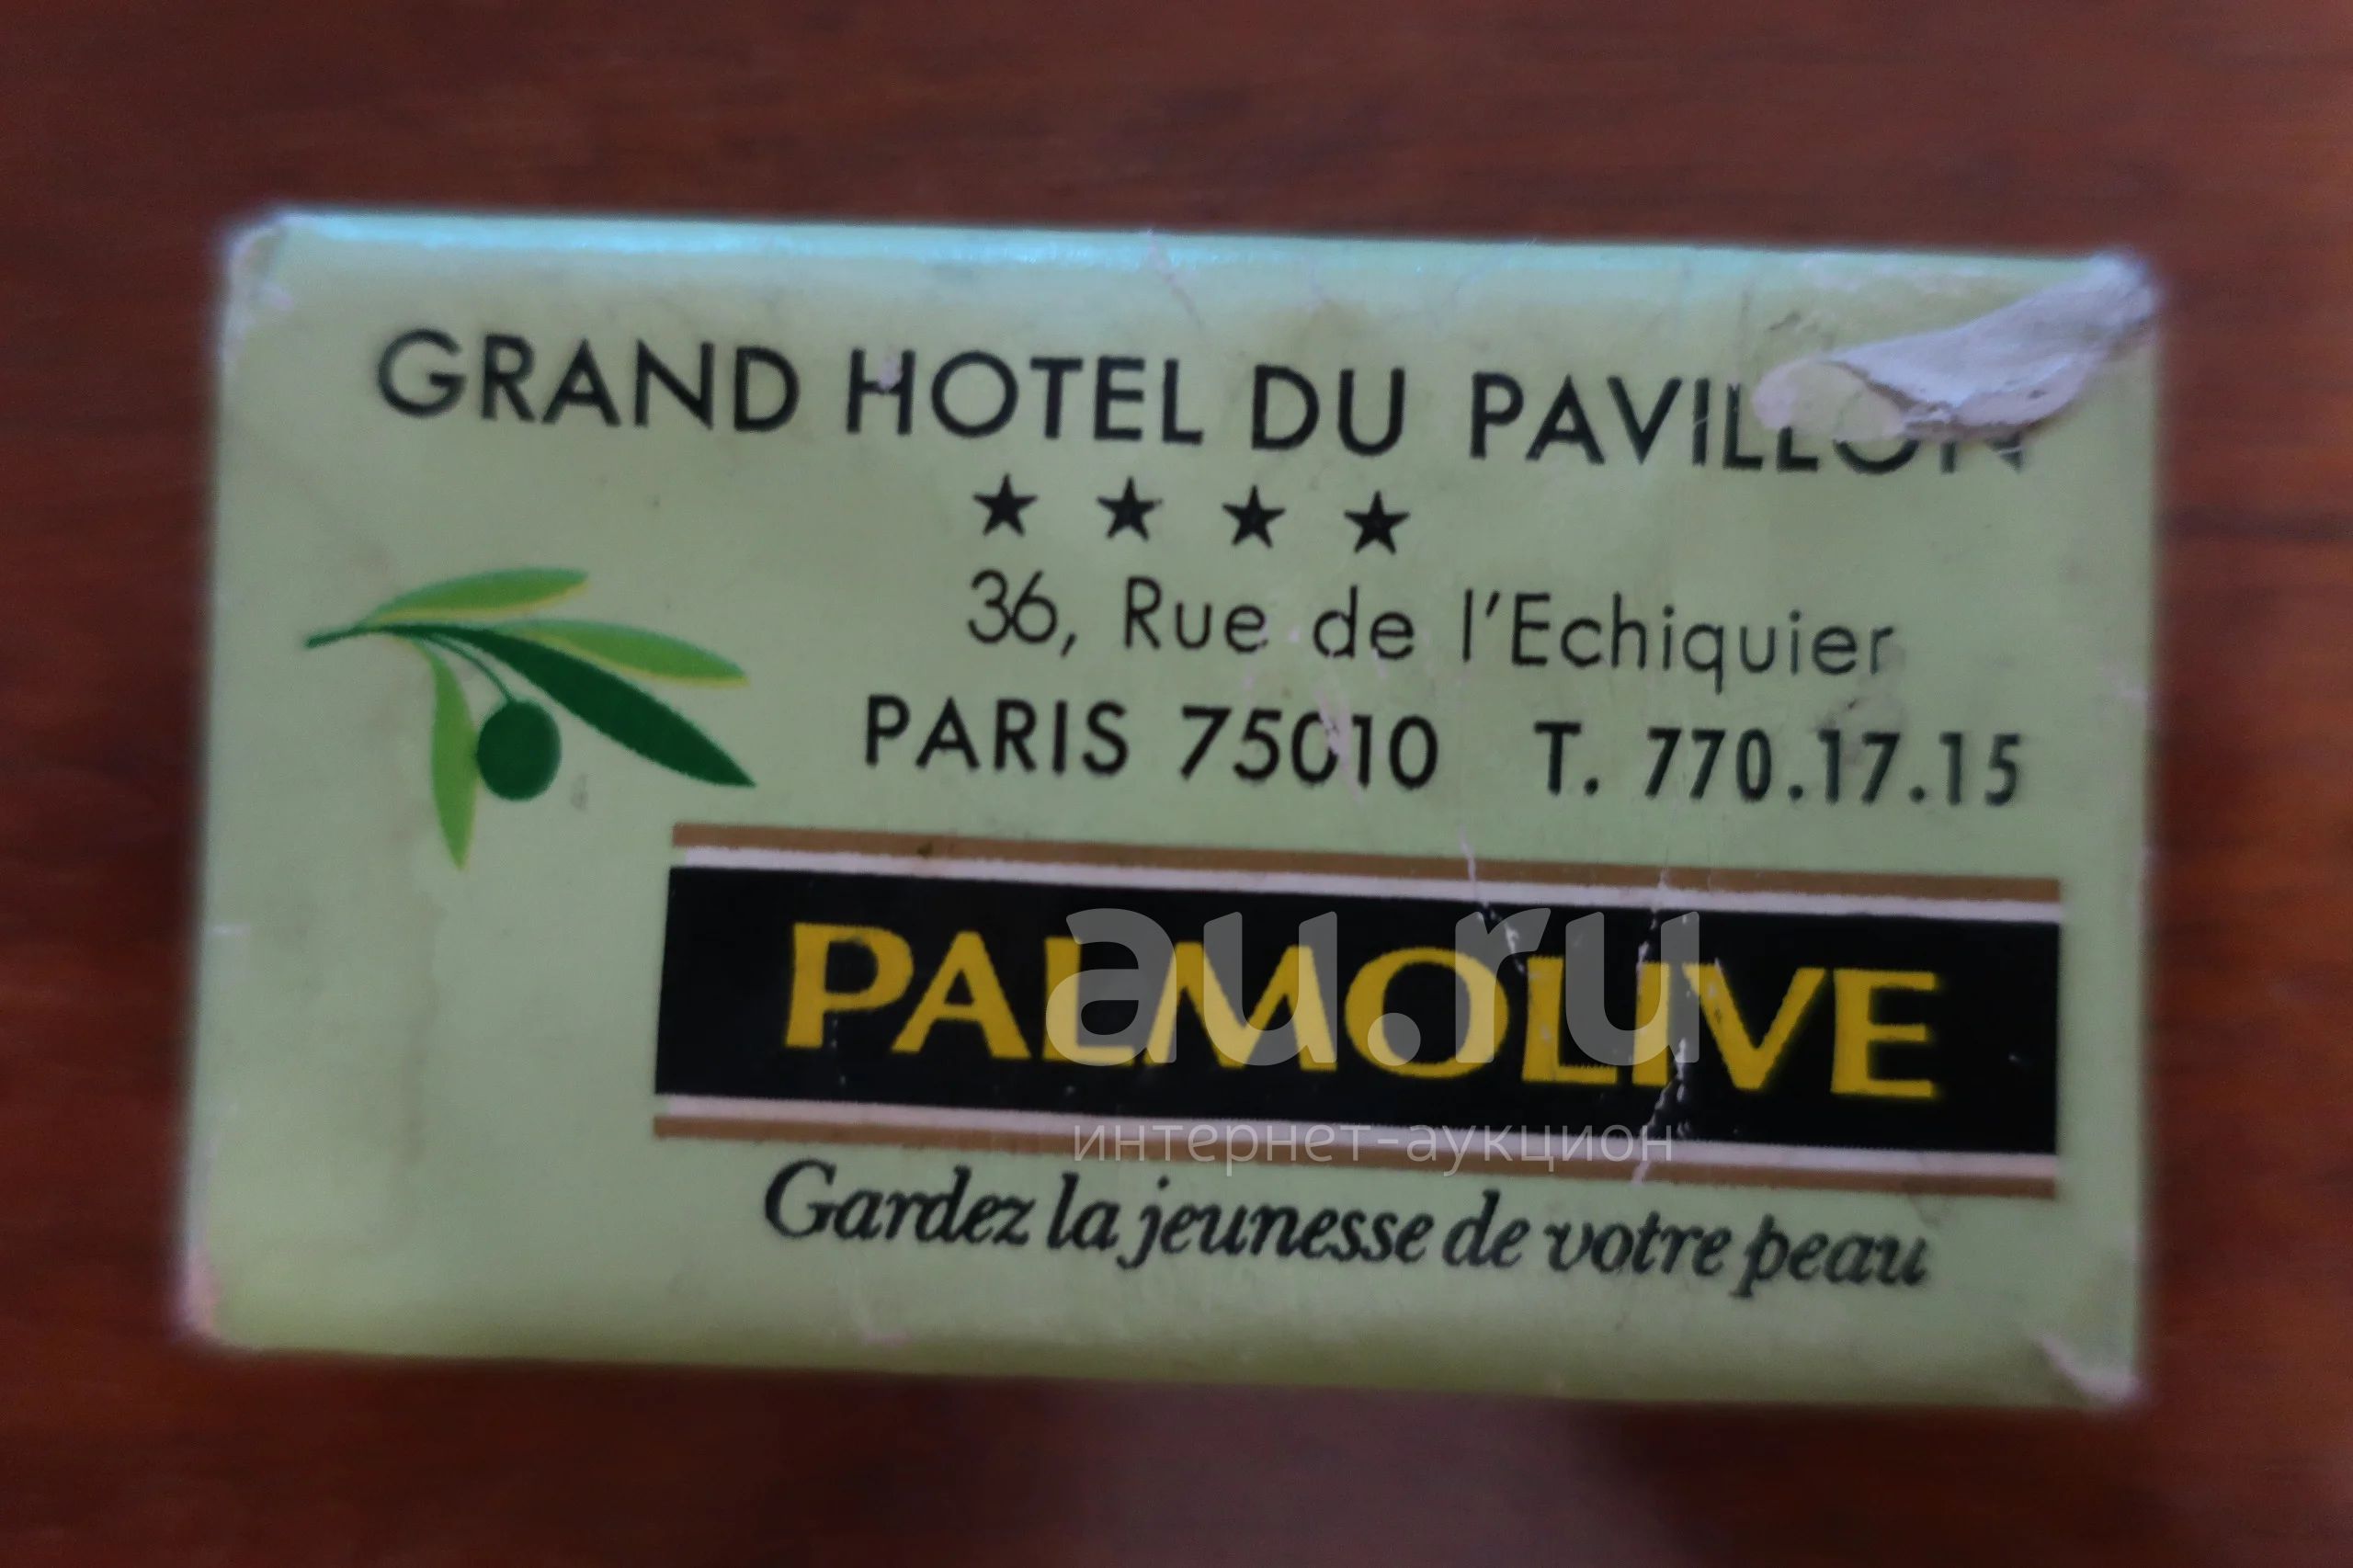 GRAND HOTEL DU PAVILLON
★ ★ ★ ★
36, Rue de l'Echiquier
PARIS 75010 T. 770.17.15
PALMOLIVE
au.ru
интернет-аукцион
Gardez la jeunesse de votre peau